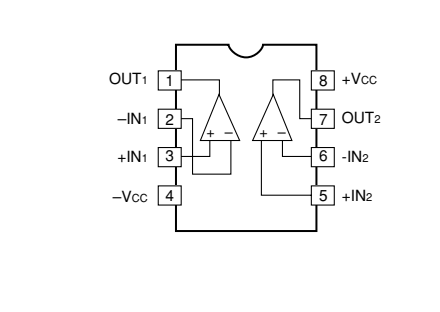 OUT1 1 8 +VCC
–IN1 2 7 OUT2
+ – + –
+IN1 3 6 -IN2
–VCC 4 5 +IN2